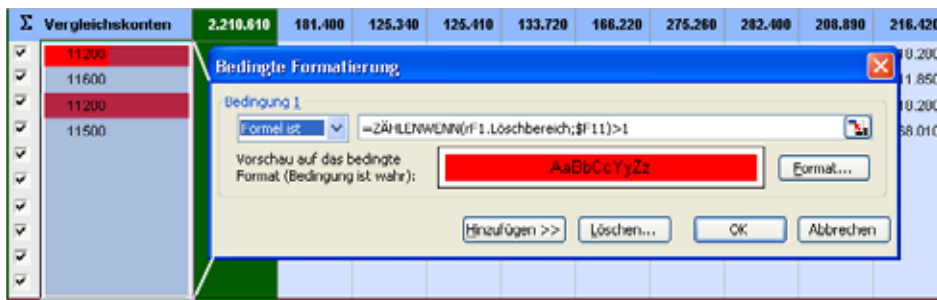 Σ Vergleichskonten 2.210.610 181.400 125.340 125.410 133.720 166.220 275.260 282.400 208.890 216.420
11200
11600
11200
11500
Bedingte Formatierung
Bedingung 1
Formel ist =ZÄHLENWENN(rF1.Löschbereich;$F11)>1
Vorschau auf das bedingte
Format (Bedingung ist wahr):
AaBbCcYyZz
Format...
Hinzufügen >> Löschen... OK Abbrechen